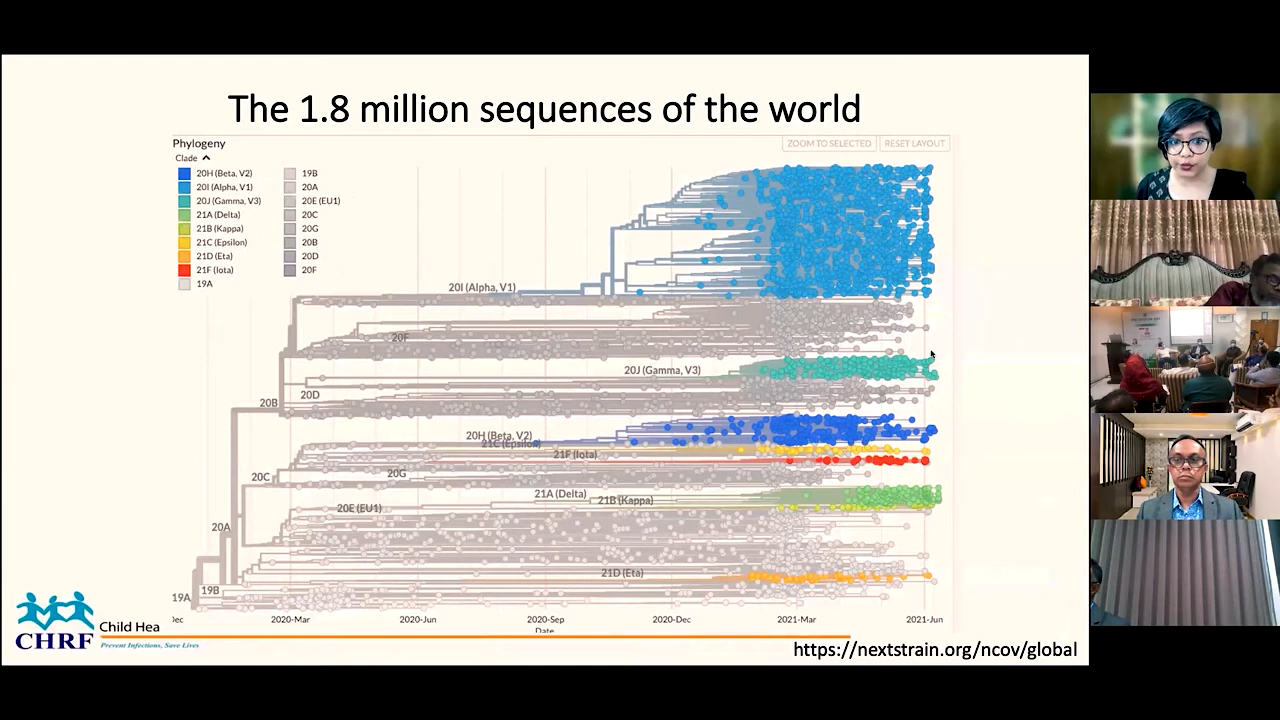 The 1.8 million sequences of the world
Phylogeny
ZOOM TO SELECTED
RESET LAYOUT
Clade
20H (Beta, V2)
20I (Alpha, V1)
20J (Gamma, V3)
21A (Delta)
21B (Kappa)
21C (Epsilon)
21D (Eta)
21F (Iota)
19A
19B
20A
20E (EU1)
20C
20G
20B
20D
20F
20I (Alpha, V1)
20F
20J (Gamma, V3)
20D
20B
20H (Beta, V2)
21C (Epsilon)
21F (Iota)
20G
20C
21A (Delta)
21B (Kappa)
20E (EU1)
20A
21D (Eta)
19B
19A
2020-Mar
2020-Jun
2020-Sep
2020-Dec
2021-Mar
2021-Jun
Date
CHRF
Child Hea
Prevent Infections, Save Lives
https://nextstrain.org/ncov/global